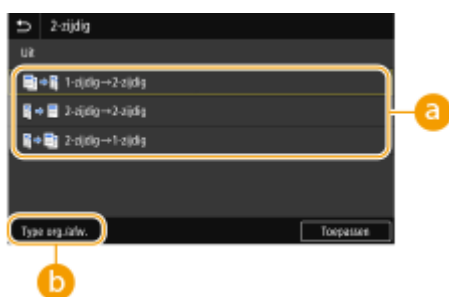 2-zijdig
Uit
1-zijdig→2-zijdig
2-zijdig→2-zijdig
2-zijdig→1-zijdig
a
Type org./afw.
Toepassen
b